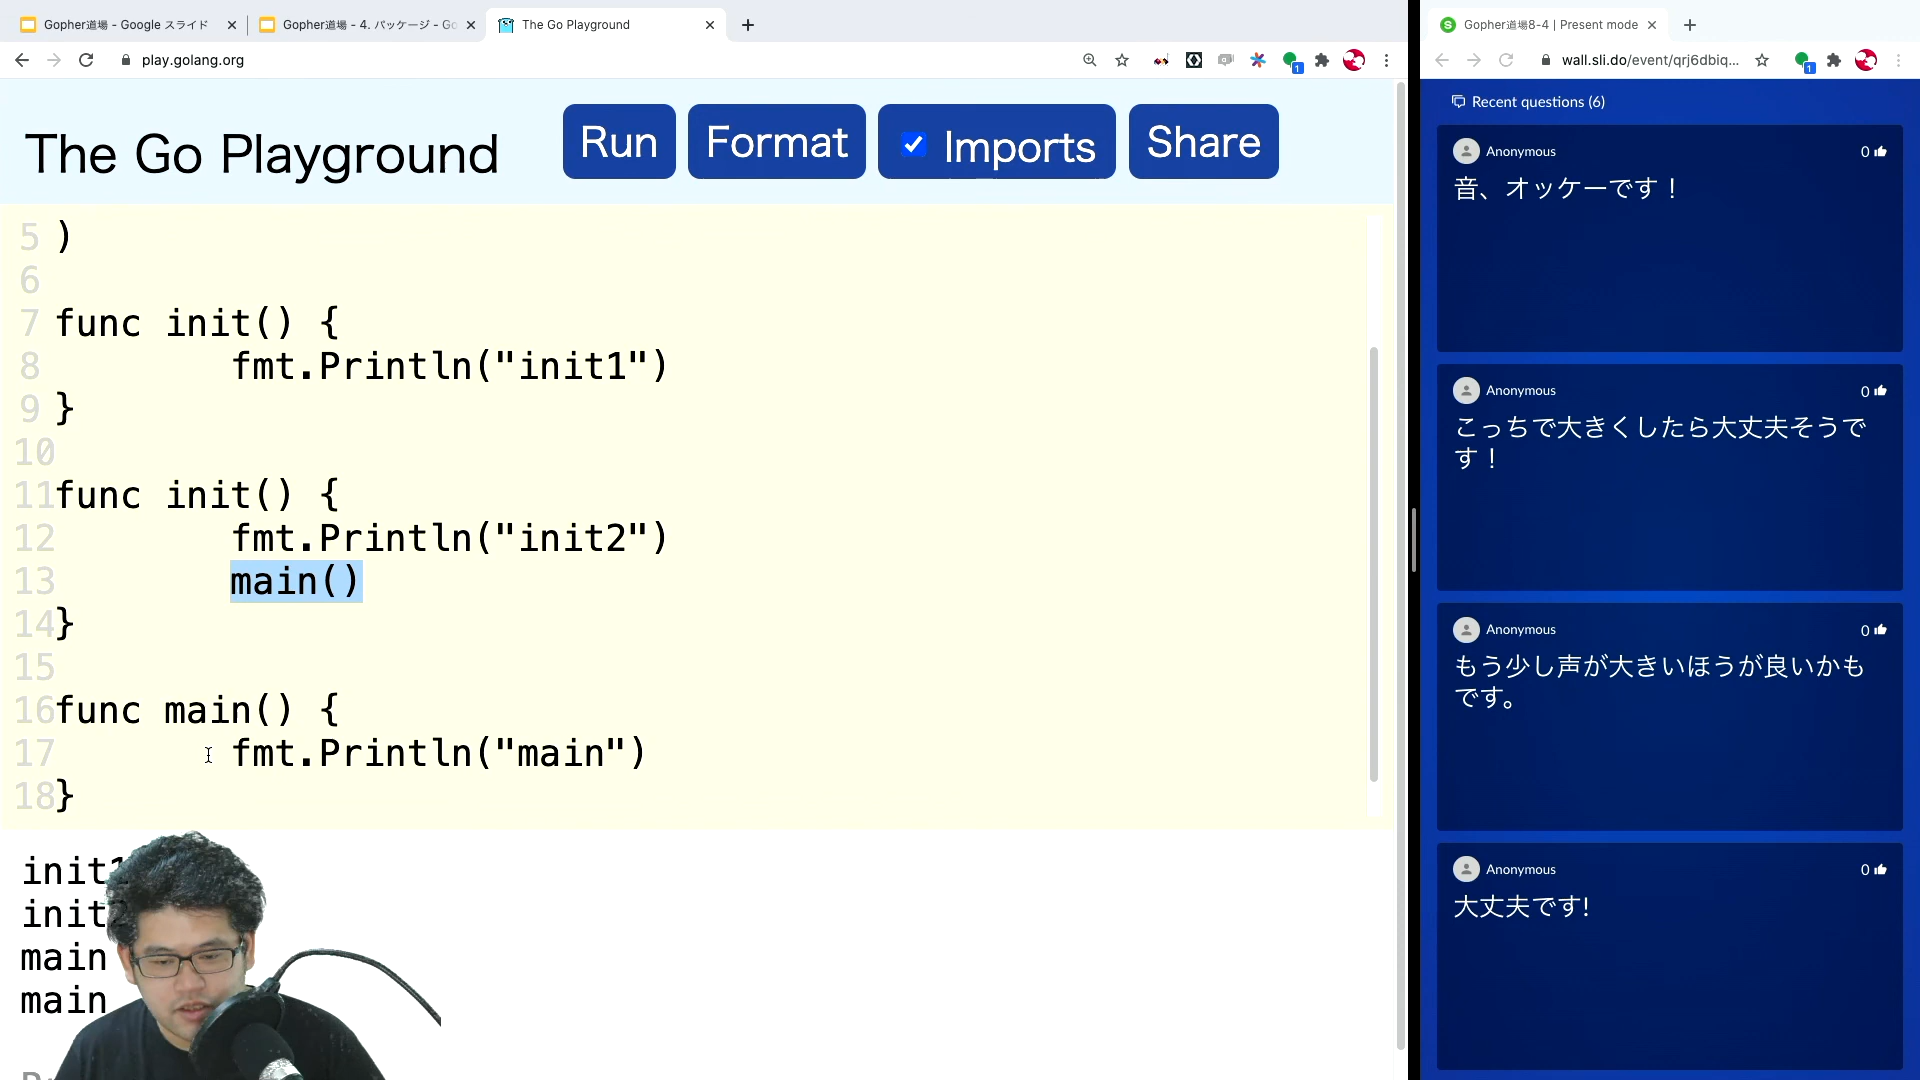 Gopher道場 - Google スライド
Gopher道場 - 4. パッケージ - Go
The Go Playground
play.golang.org
1
The Go Playground
Run
Format
Imports
Share
5 )
6
7 func init() {
8 fmt.Println("init1")
9 }
10
11 func init() {
12 fmt.Println("init2")
13 main()
14 }
15
16 func main() {
17 fmt.Println("main")
18 }
init1
init2
main
main
Gopher道場8-4 | Present mode
wall.sli.do/event/qrj6dbiq...
1
Recent questions (6)
Anonymous
0
音、オッケーです！
Anonymous
0
こっちで大きくしたら大丈夫そうで
す！
Anonymous
0
もう少し声が大きいほうが良いかも
です。
Anonymous
0
大丈夫です!